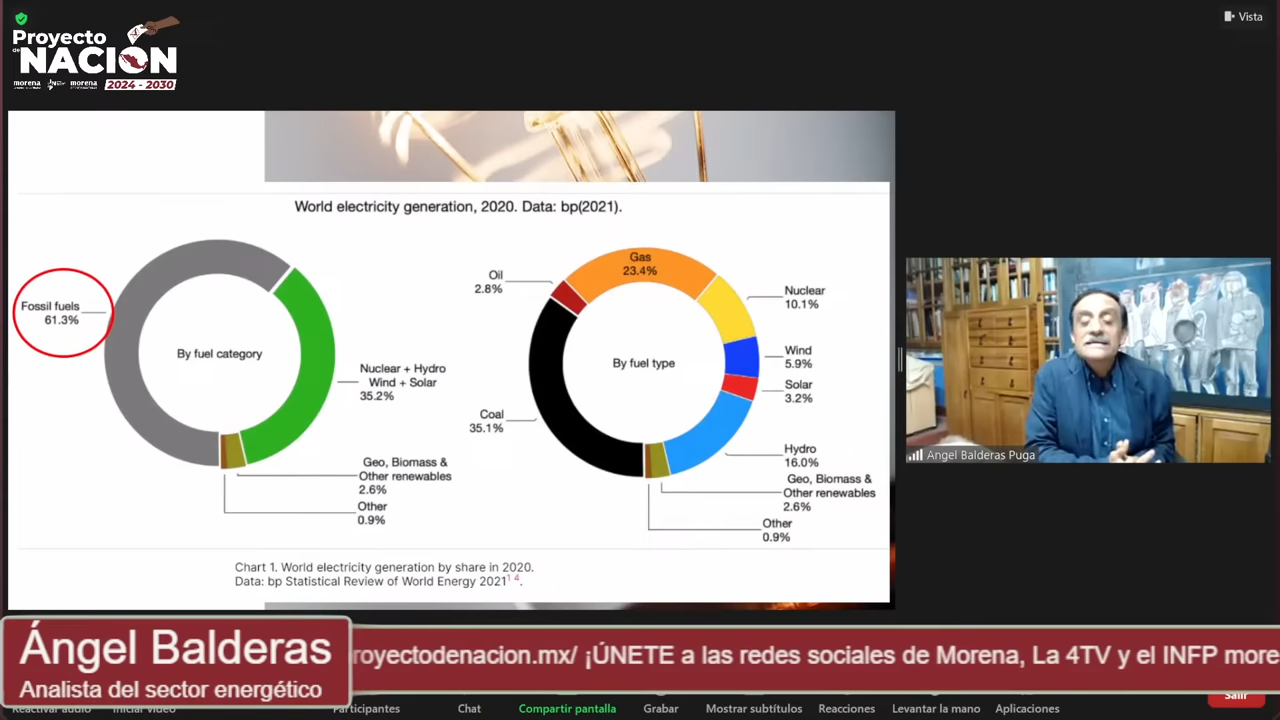 Vista
Proyecto
de NACIÓN
morena
morena
2024 - 2030
World electricity generation, 2020. Data: bp(2021).
Fossil fuels
61.3%
By fuel category
Nuclear + Hydro
Wind + Solar
35.2%
Geo, Biomass &
Other renewables
2.6%
Other
0.9%
Oil
2.8%
Gas
23.4%
Nuclear
10.1%
Wind
5.9%
Solar
3.2%
By fuel type
Coal
35.1%
Hydro
16.0%
Geo, Biomass &
Other renewables
2.6%
Other
0.9%
Chart 1. World electricity generation by share in 2020.
Data: bp Statistical Review of World Energy 2021¹ ⁴.
Angel Balderas Puga
Ángel Balderas
Analista del sector energético
royectodenacion.mx/ ¡ÚNETE a las redes sociales de Morena, La 4TV y el INFP more
Reactivar audio Iniciar video Participantes Chat Compartir pantalla Grabar Mostrar subtítulos Reacciones Levantar la mano Aplicaciones Salir